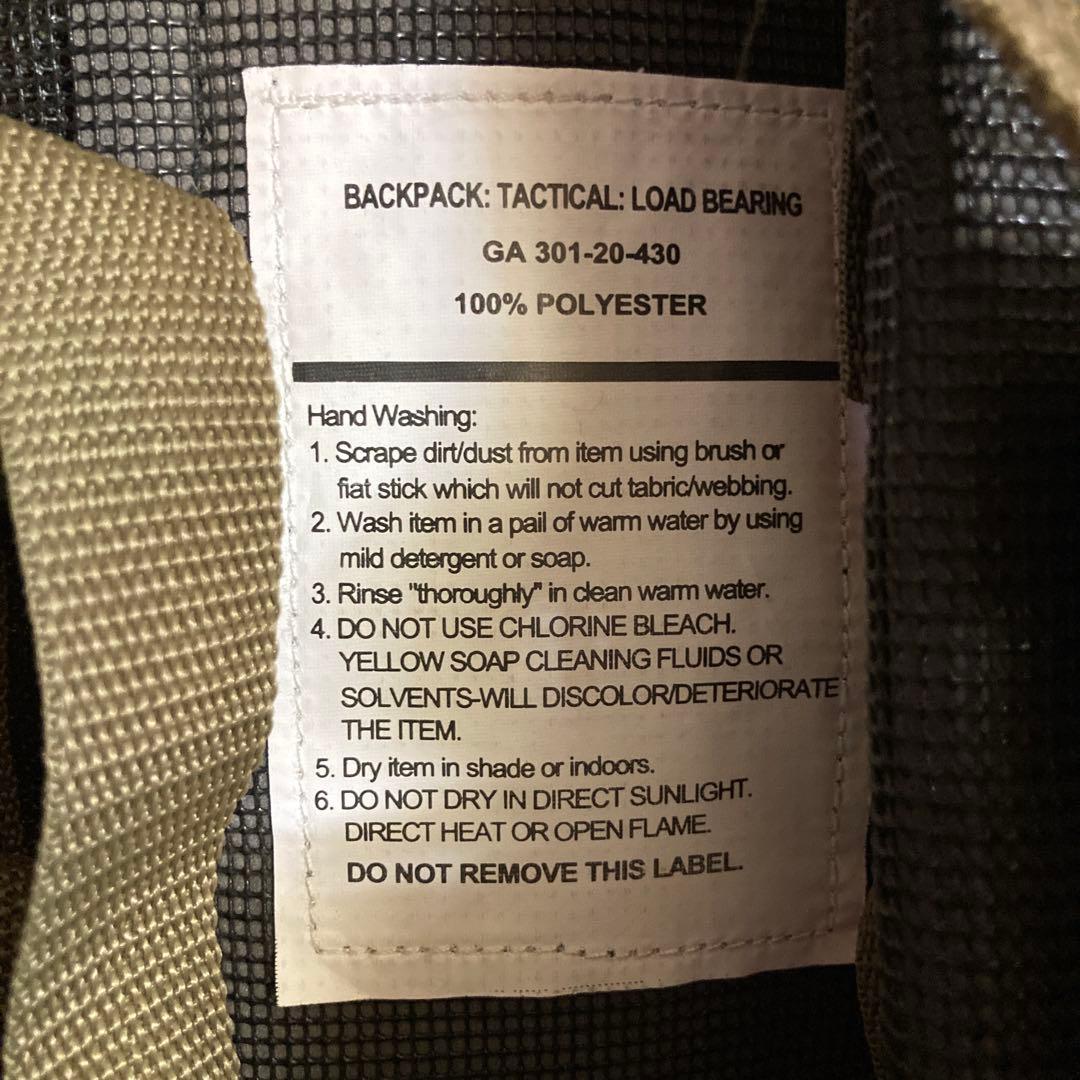 BACKPACK: TACTICAL: LOAD BEARING
GA 301-20-430
100% POLYESTER
Hand Washing:
1. Scrape dirt/dust from item using brush or
fiat stick which will not cut tabric/webbing.
2. Wash item in a pail of warm water by using
mild detergent or soap.
3. Rinse "thoroughly" in clean warm water.
4. DO NOT USE CHLORINE BLEACH.
YELLOW SOAP CLEANING FLUIDS OR
SOLVENTS-WILL DISCOLOR/DETERIORATE
THE ITEM.
5. Dry item in shade or indoors.
6. DO NOT DRY IN DIRECT SUNLIGHT.
DIRECT HEAT OR OPEN FLAME.
DO NOT REMOVE THIS LABEL.